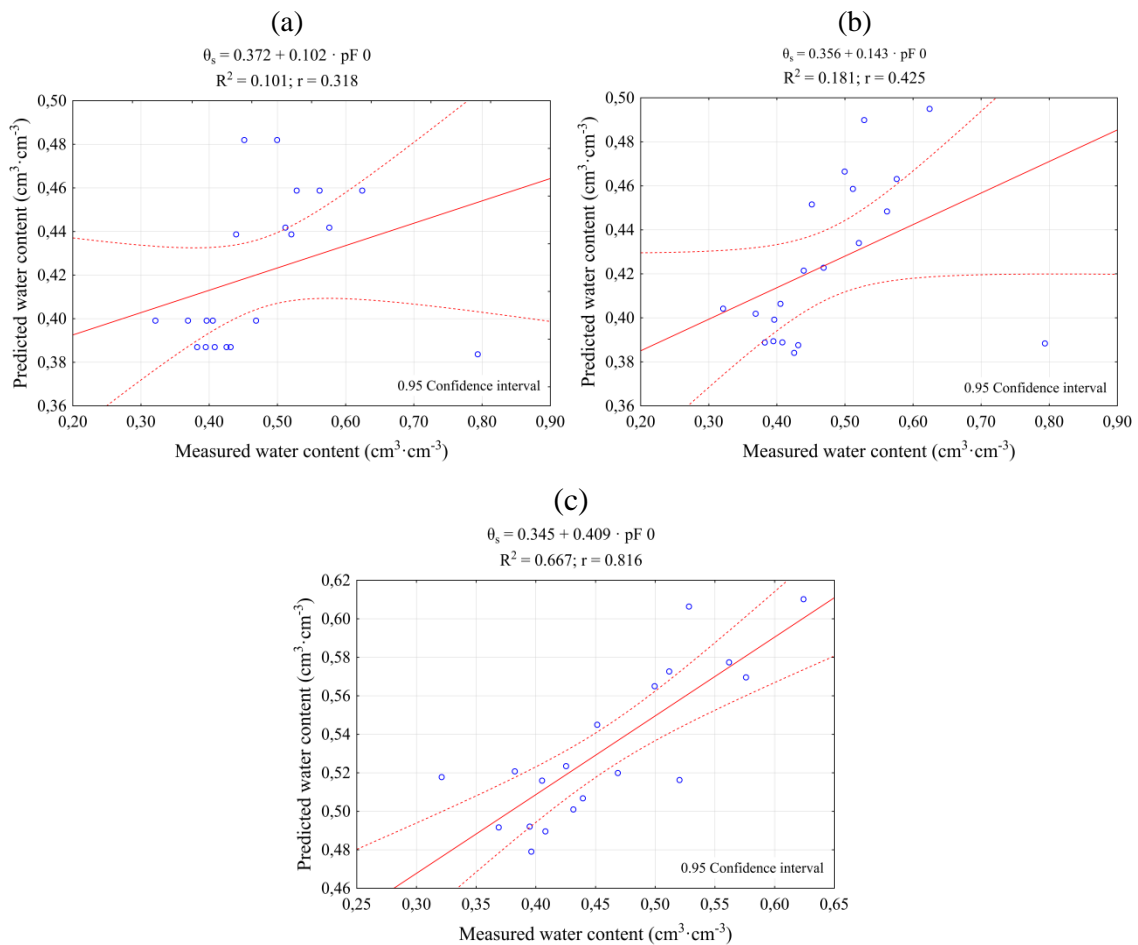 (a)
θₛ = 0.372 + 0.102 · pF 0
R² = 0.101; r = 0.318
0,50
0,48
0,46
0,44
0,42
0,40
0,38
0,36
Predicted water content (cm³·cm⁻³)
0.95 Confidence interval
0,20 0,30 0,40 0,50 0,60 0,70 0,80 0,90
Measured water content (cm³·cm⁻³)
(b)
θₛ = 0.356 + 0.143 · pF 0
R² = 0.181; r = 0.425
0,50
0,48
0,46
0,44
0,42
0,40
0,38
0,36
Predicted water content (cm³·cm⁻³)
0.95 Confidence interval
0,20 0,30 0,40 0,50 0,60 0,70 0,80 0,90
Measured water content (cm³·cm⁻³)
(c)
θₛ = 0.345 + 0.409 · pF 0
R² = 0.667; r = 0.816
0,62
0,60
0,58
0,56
0,54
0,52
0,50
0,48
0,46
Predicted water content (cm³·cm⁻³)
0.95 Confidence interval
0,25 0,30 0,35 0,40 0,45 0,50 0,55 0,60 0,65
Measured water content (cm³·cm⁻³)